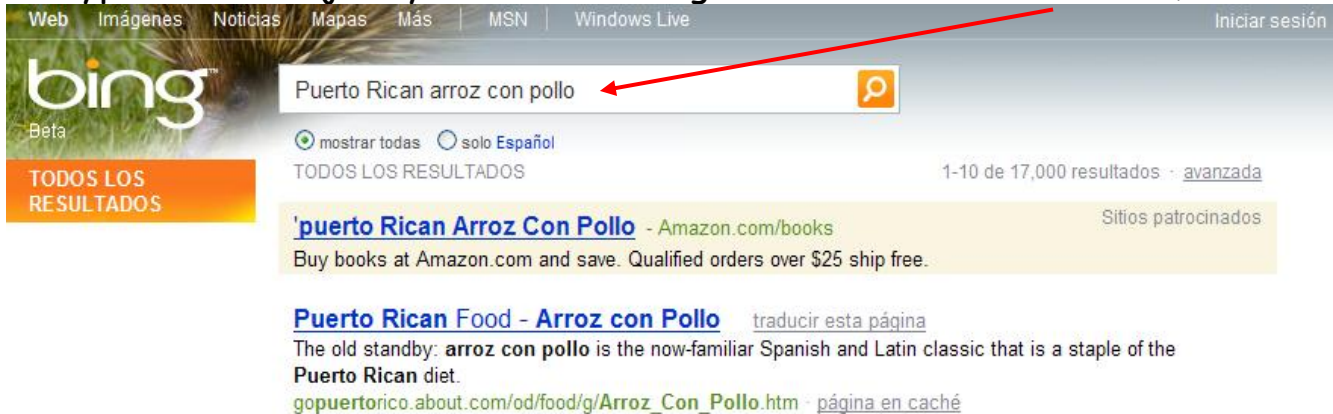 Web Imágenes Noticias Mapas Más MSN Windows Live Iniciar sesión
bing™
Beta
Puerto Rican arroz con pollo
mostrar todas solo Español
TODOS LOS RESULTADOS 1-10 de 17,000 resultados · avanzada
TODOS LOS
RESULTADOS
'puerto Rican Arroz Con Pollo - Amazon.com/books Sitios patrocinados
Buy books at Amazon.com and save. Qualified orders over $25 ship free.
Puerto Rican Food - Arroz con Pollo traducir esta página
The old standby: arroz con pollo is the now-familiar Spanish and Latin classic that is a staple of the
Puerto Rican diet.
gopuertorico.about.com/od/food/g/Arroz_Con_Pollo.htm · página en caché